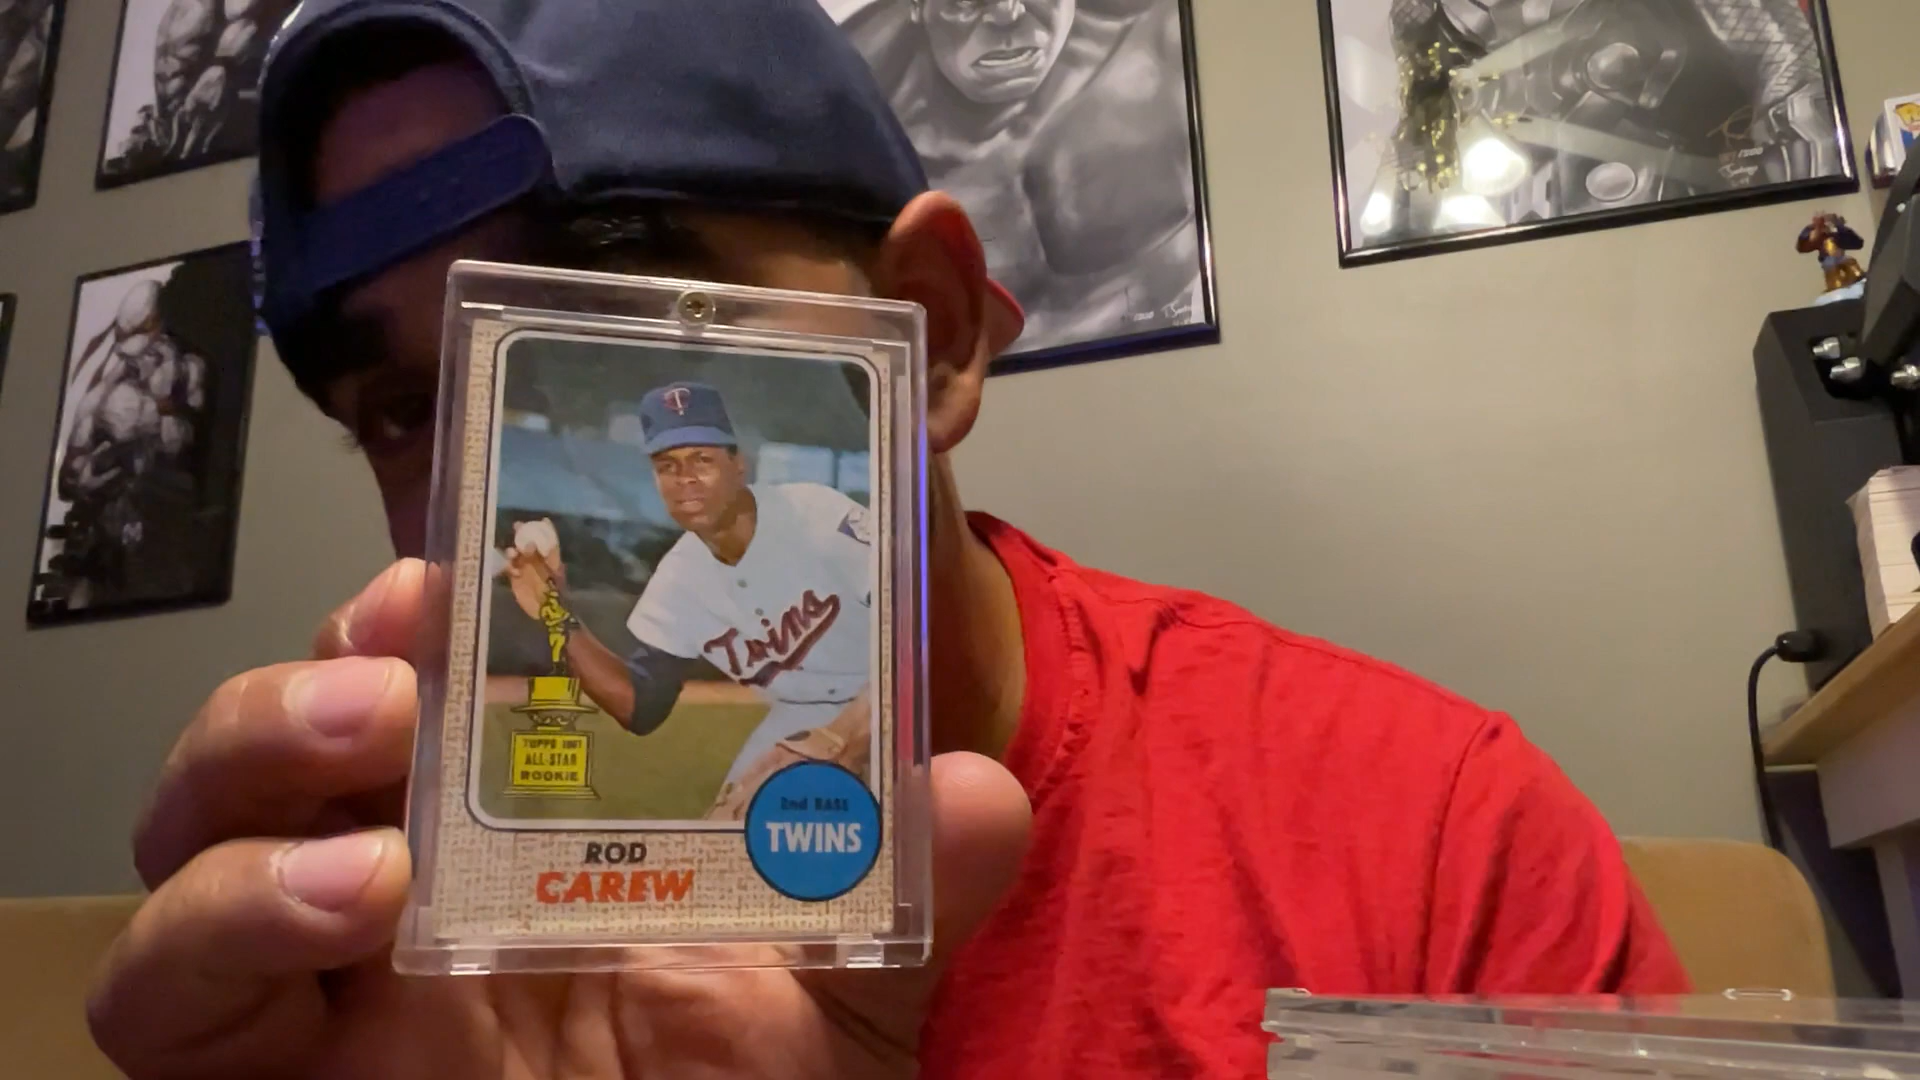 Twins
TOPPS 1967
ALL-STAR
ROOKIE
2nd BASE
TWINS
ROD
CAREW